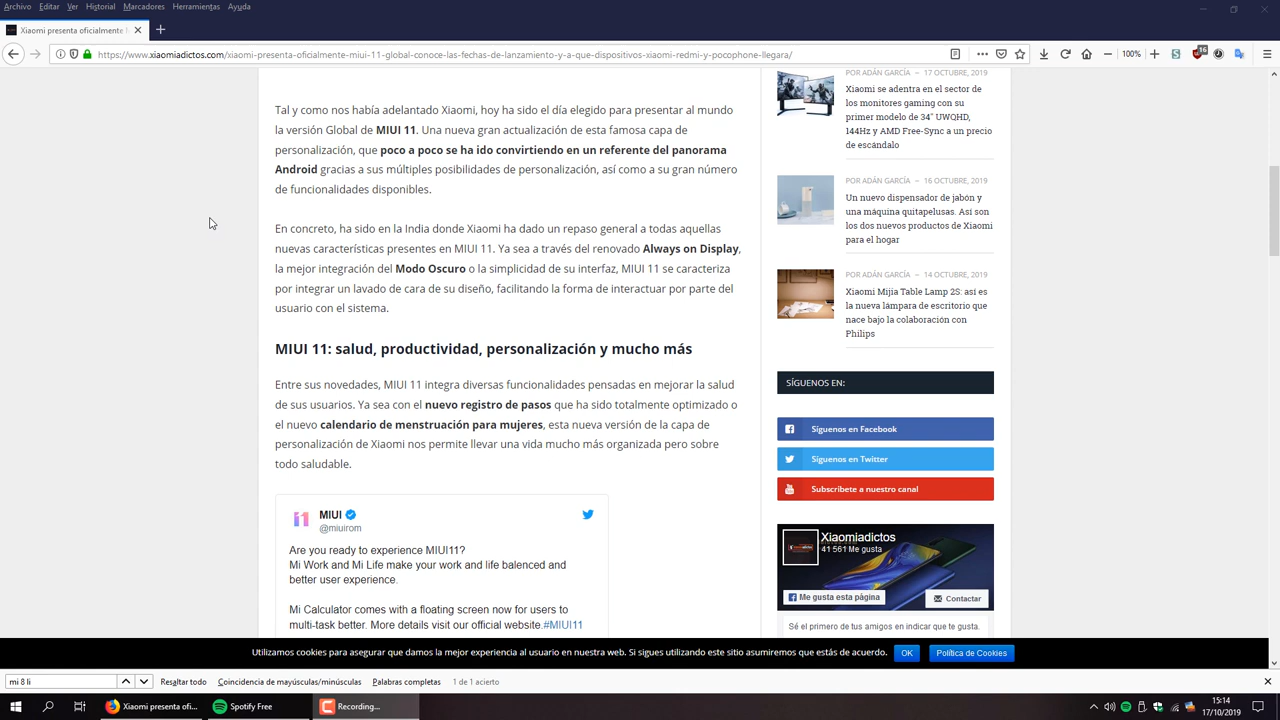 Archivo Editar Ver Historial Marcadores Herramientas Ayuda
Xiaomi presenta oficialmente
https://www.xiaomiadictos.com/xiaomi-presenta-oficialmente-miui-11-global-conoce-las-fechas-de-lanzamiento-y-a-que-dispositivos-xiaomi-redmi-y-pocophone-llegara/
100%
16
Tal y como nos había adelantado Xiaomi, hoy ha sido el día elegido para presentar al mundo
la versión Global de MIUI 11. Una nueva gran actualización de esta famosa capa de
personalización, que poco a poco se ha ido convirtiendo en un referente del panorama
Android gracias a sus múltiples posibilidades de personalización, así como a su gran número
de funcionalidades disponibles.
En concreto, ha sido en la India donde Xiaomi ha dado un repaso general a todas aquellas
nuevas características presentes en MIUI 11. Ya sea a través del renovado Always on Display,
la mejor integración del Modo Oscuro o la simplicidad de su interfaz, MIUI 11 se caracteriza
por integrar un lavado de cara de su diseño, facilitando la forma de interactuar por parte del
usuario con el sistema.
MIUI 11: salud, productividad, personalización y mucho más
Entre sus novedades, MIUI 11 integra diversas funcionalidades pensadas en mejorar la salud
de sus usuarios. Ya sea con el nuevo registro de pasos que ha sido totalmente optimizado o
el nuevo calendario de menstruación para mujeres, esta nueva versión de la capa de
personalización de Xiaomi nos permite llevar una vida mucho más organizada pero sobre
todo saludable.
MIUI
@miuirom
Are you ready to experience MIUI11?
Mi Work and Mi Life make your work and life belanced and
better user experience.
Mi Calculator comes with a floating screen now for users to
multi-task better. More details visit our official website.#MIUI11
POR ADÁN GARCÍA – 17 OCTUBRE, 2019
Xiaomi se adentra en el sector de
los monitores gaming con su
primer modelo de 34" UWQHD,
144Hz y AMD Free-Sync a un precio
de escándalo
POR ADÁN GARCÍA – 16 OCTUBRE, 2019
Un nuevo dispensador de jabón y
una máquina quitapelusas. Así son
los dos nuevos productos de Xiaomi
para el hogar
POR ADÁN GARCÍA – 14 OCTUBRE, 2019
Xiaomi Mijia Table Lamp 2S: así es
la nueva lámpara de escritorio que
nace bajo la colaboración con
Philips
SÍGUENOS EN:
Síguenos en Facebook
Síguenos en Twitter
Subscríbete a nuestro canal
Xiaomiadictos
41 561 Me gusta
Me gusta esta página
Contactar
Sé el primero de tus amigos en indicar que te gusta.
Utilizamos cookies para asegurar que damos la mejor experiencia al usuario en nuestra web. Si sigues utilizando este sitio asumiremos que estás de acuerdo. OK Política de Cookies
mi 8 li Resaltar todo Coincidencia de mayúsculas/minúsculas Palabras completas 1 de 1 acierto
Xiaomi presenta ofi... Spotify Free Recording...
15:14
17/10/2019